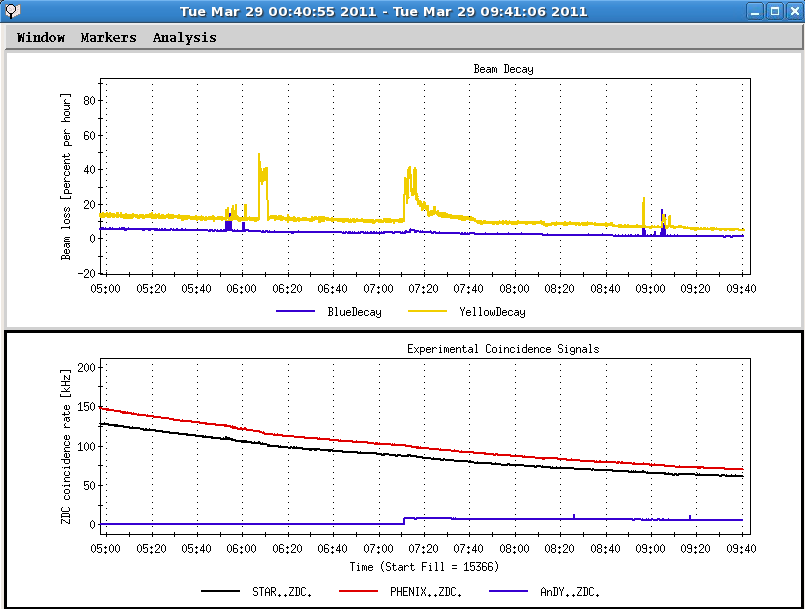 Tue Mar 29 00:40:55 2011 - Tue Mar 29 09:41:06 2011
Window Markers Analysis
Beam Decay
Beam loss [percent per hour]
80
60
40
20
0
-20
05:00 05:20 05:40 06:00 06:20 06:40 07:00 07:20 07:40 08:00 08:20 08:40 09:00 09:20 09:40
BlueDecay YellowDecay
Experimental Coincidence Signals
ZDC coincidence rate [kHz]
200
150
100
50
0
05:00 05:20 05:40 06:00 06:20 06:40 07:00 07:20 07:40 08:00 08:20 08:40 09:00 09:20 09:40
Time (Start Fill = 15366)
STAR..ZDC. PHENIX..ZDC. AnDY..ZDC.